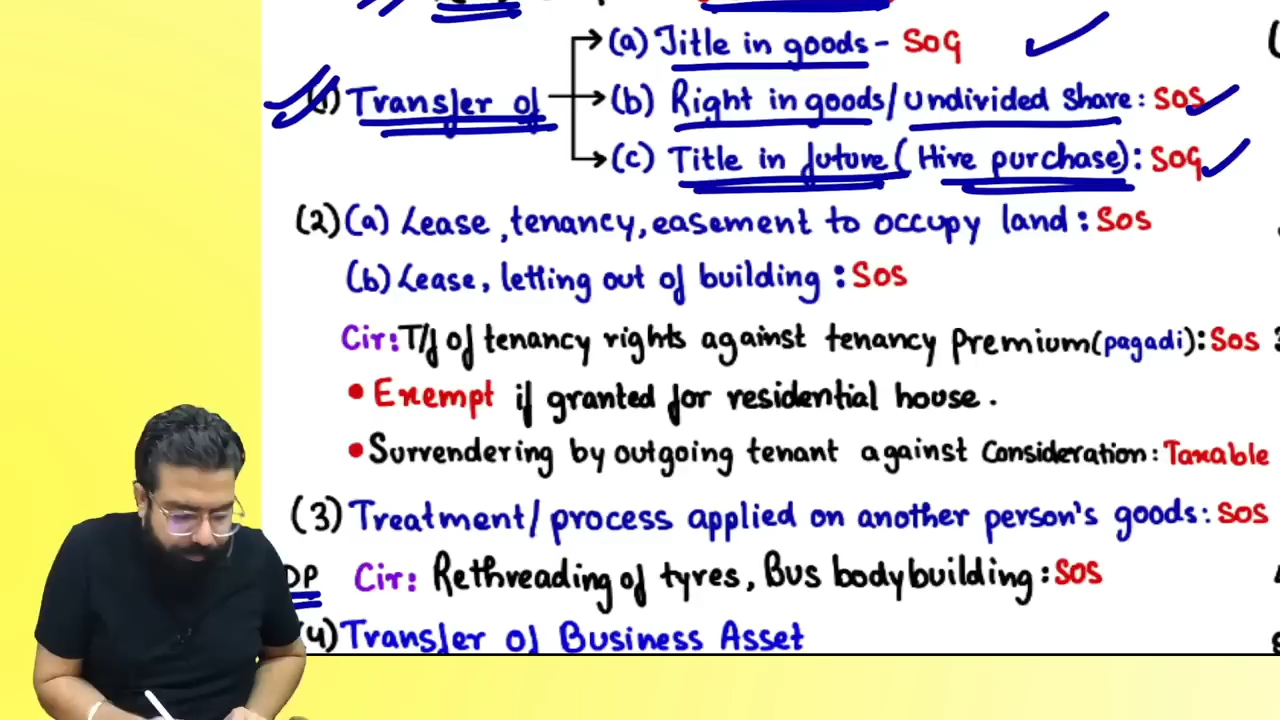 (1) Transfer of
(a) Title in goods - SOG
(b) Right in goods/undivided share: SOS
(c) Title in future (Hire purchase): SOG
(2) (a) Lease, tenancy, easement to occupy land: SOS
(b) Lease, letting out of building: SOS
Cir: T/f of tenancy rights against tenancy premium (pagadi): SOS
• Exempt if granted for residential house.
• Surrendering by outgoing tenant against Consideration: Taxable
(3) Treatment/process applied on another person's goods: SOS
Cir: Rethreading of tyres, Bus bodybuilding: SOS
(4) Transfer of Business Asset